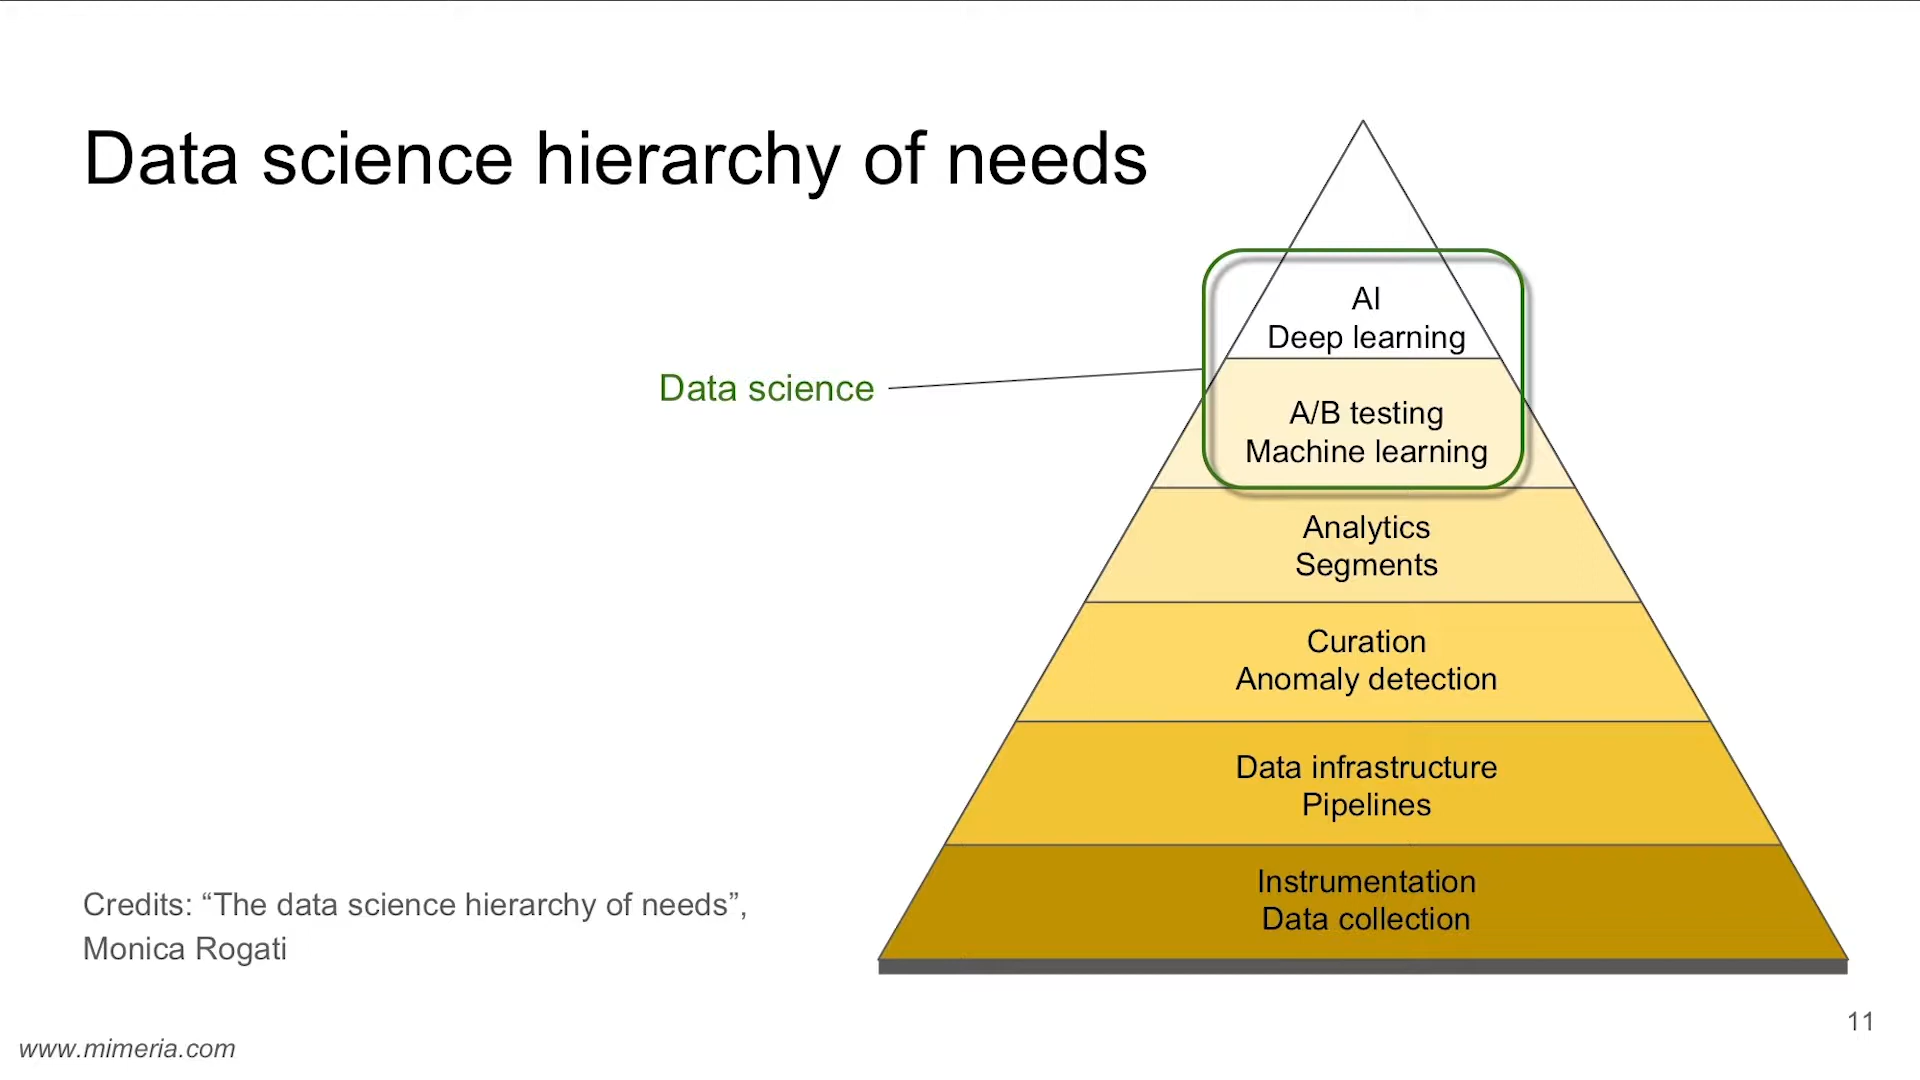 Data science hierarchy of needs
AI
Deep learning
Data science
A/B testing
Machine learning
Analytics
Segments
Curation
Anomaly detection
Data infrastructure
Pipelines
Instrumentation
Data collection
Credits: “The data science hierarchy of needs”,
Monica Rogati
11
www.mimeria.com